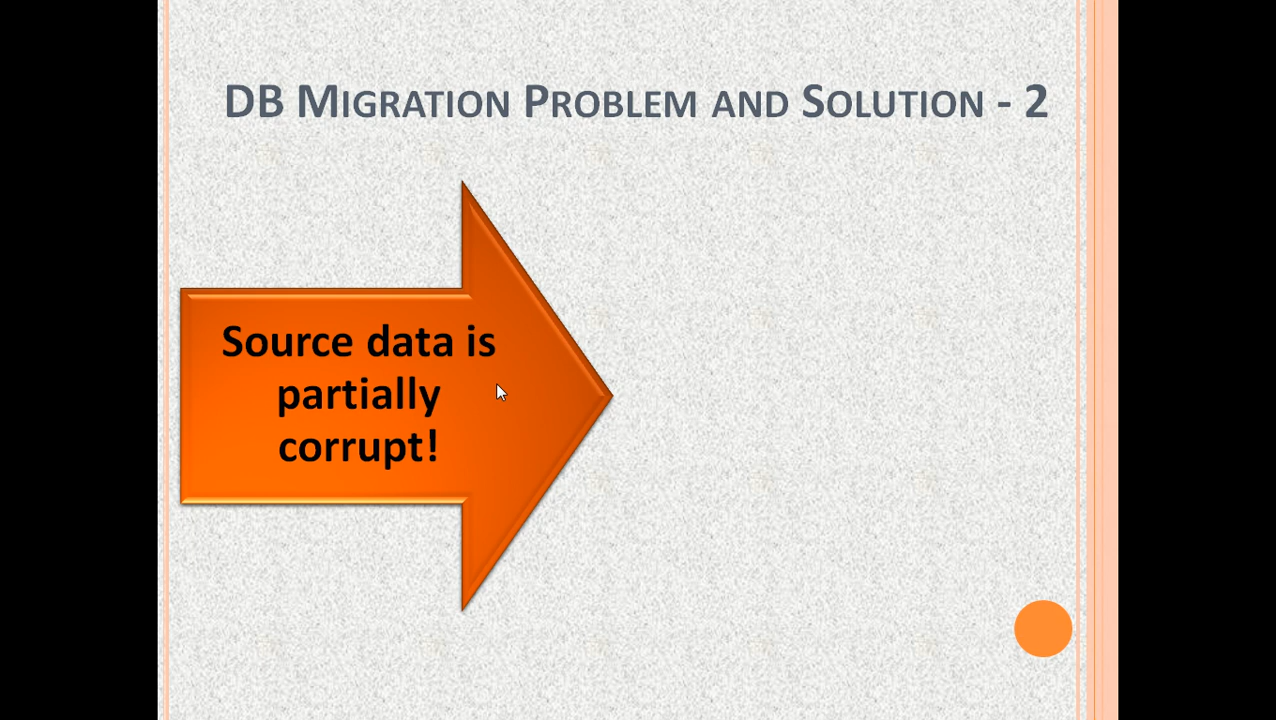 DB Migration Problem and Solution - 2
Source data is
partially
corrupt!